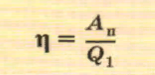 η = Aп / Q₁